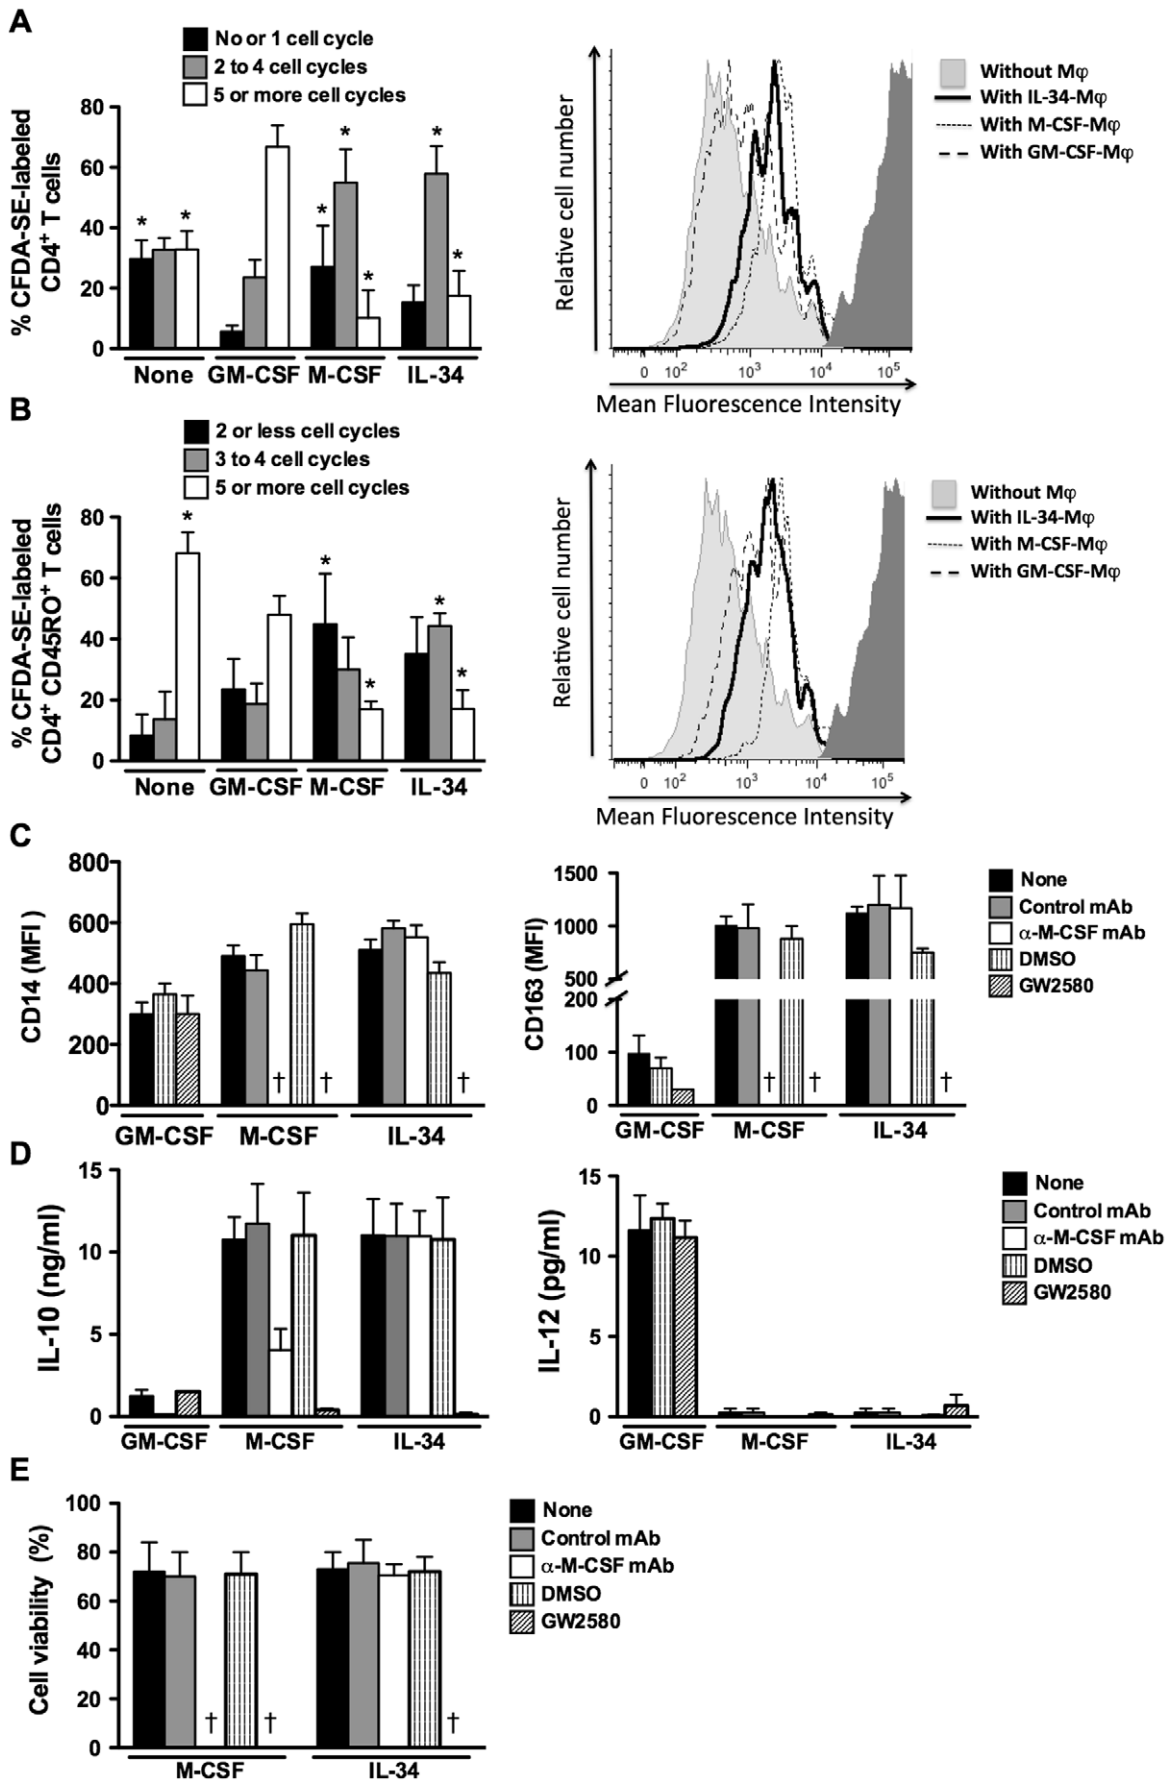 A
No or 1 cell cycle
2 to 4 cell cycles
5 or more cell cycles
% CFDA-SE-labeled
CD4+ T cells
80
60
40
20
0
* * * * * * *
None GM-CSF M-CSF IL-34
Relative cell number
0 10² 10³ 10⁴ 10⁵
Mean Fluorescence Intensity
Without Mφ
With IL-34-Mφ
With M-CSF-Mφ
With GM-CSF-Mφ
B
2 or less cell cycles
3 to 4 cell cycles
5 or more cell cycles
% CFDA-SE-labeled
CD4+ CD45RO+ T cells
80
60
40
20
0
* * * * *
None GM-CSF M-CSF IL-34
Relative cell number
0 10² 10³ 10⁴ 10⁵
Mean Fluorescence Intensity
Without Mφ
With IL-34-Mφ
With M-CSF-Mφ
With GM-CSF-Mφ
C
CD14 (MFI)
800
600
400
200
0
† † †
GM-CSF M-CSF IL-34
CD163 (MFI)
1500
1000
500
200
100
0
† † †
GM-CSF M-CSF IL-34
None
Control mAb
α-M-CSF mAb
DMSO
GW2580
D
IL-10 (ng/ml)
15
10
5
0
GM-CSF M-CSF IL-34
IL-12 (pg/ml)
15
10
5
0
GM-CSF M-CSF IL-34
None
Control mAb
α-M-CSF mAb
DMSO
GW2580
E
Cell viability (%)
100
80
60
40
20
0
† † †
M-CSF IL-34
None
Control mAb
α-M-CSF mAb
DMSO
GW2580